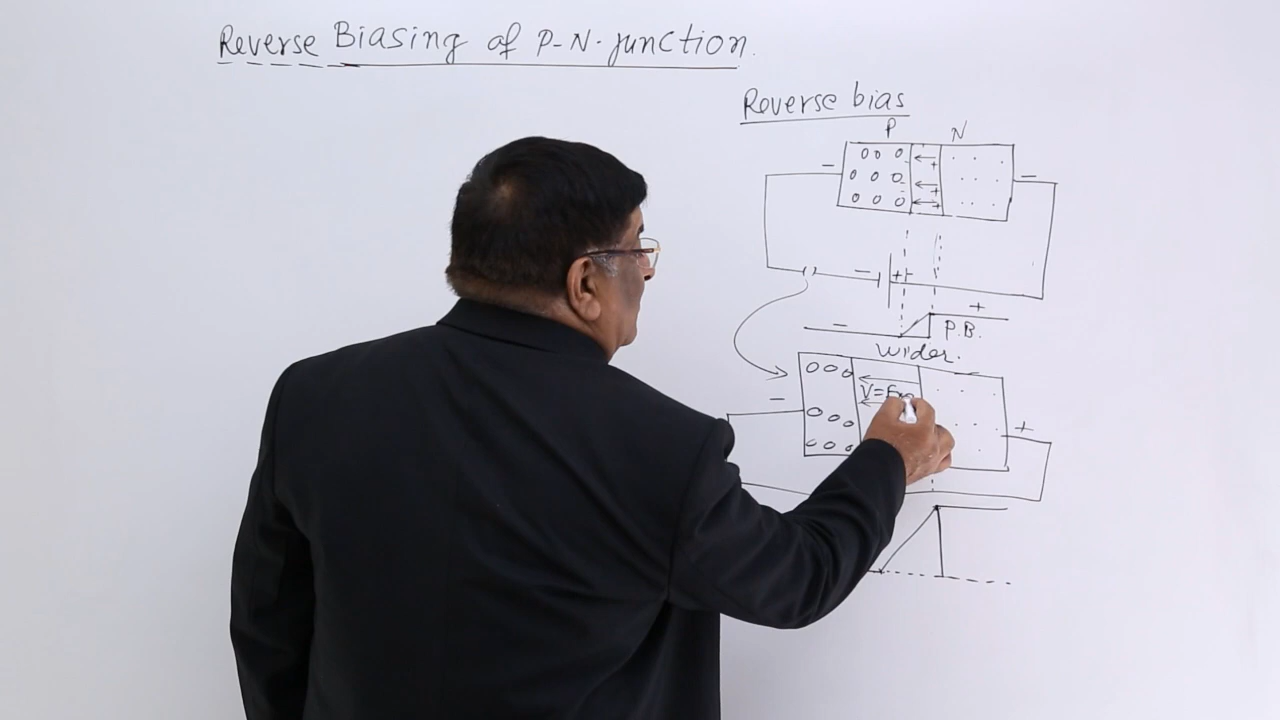 Reverse Biasing of P-N-junction.
Reverse bias
P N
- -
- +
- +
P.B.
Wider.
V=
- +